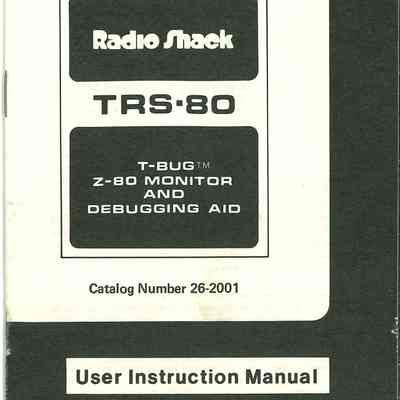 Radio Shack
TRS-80
T-BUG™
Z-80 MONITOR
AND
DEBUGGING AID
Catalog Number 26-2001
User Instruction Manual